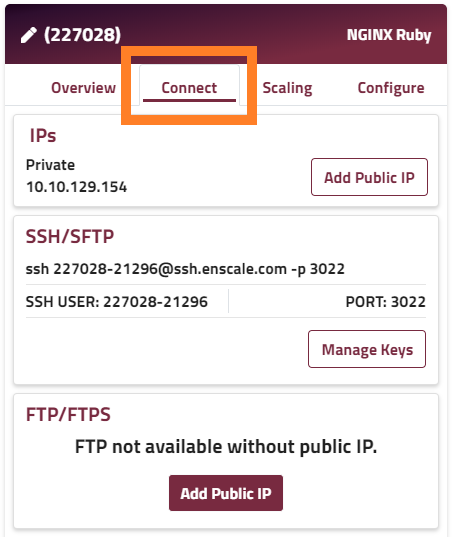 (227028) NGINX Ruby
Overview Connect Scaling Configure
IPs
Private
10.10.129.154
Add Public IP
SSH/SFTP
ssh 227028-21296@ssh.enscale.com -p 3022
SSH USER: 227028-21296 PORT: 3022
Manage Keys
FTP/FTPS
FTP not available without public IP.
Add Public IP